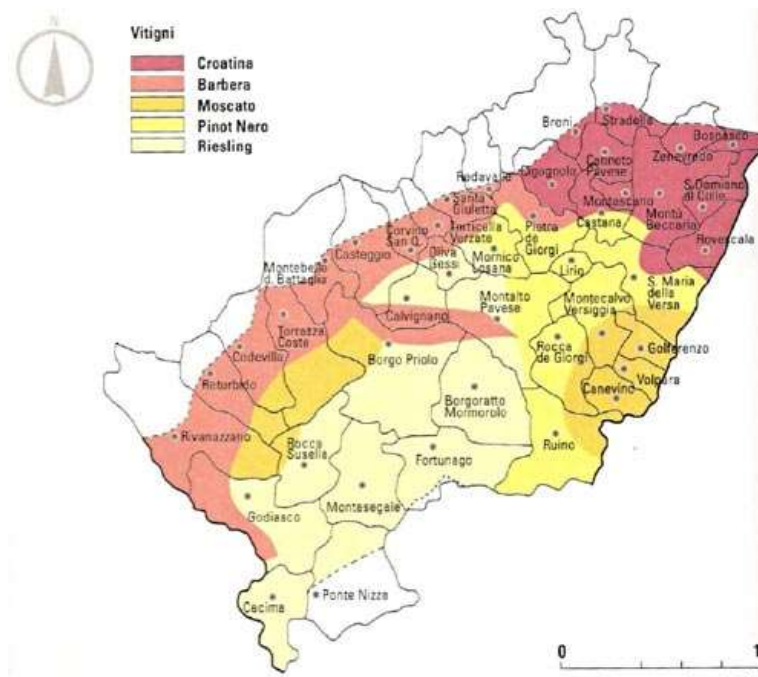 N
Vitigni
Croatina
Barbera
Moscato
Pinot Nero
Riesling
Stradella
Broni
Bosnasco
Zenevredo
Canneto
Pavese
Cigognola
Redavalle
S.Damiano
al Colle
Montescano
Santa
Giuletta
Montù
Beccaria
Castana
Pietra
de
Giorgi
Torricella
Verzate
Corvino
San Q.
Rovescala
Casteggio
Oliva
Gessi
Mornico
Losana
Lirio
Montebello
d. Battaglia
S. Maria
della
Versa
Calvignano
Montalto
Pavese
Montecalvo
Versiggia
Torrazza
Coste
Rocca
de Giorgi
Golferenzo
Codevilla
Borgo Priolo
Volpara
Retorbido
Canevino
Borgoratto
Mormorolo
Rivanazzano
Rocca
Susella
Ruino
Fortunago
Godiasco
Montesegale
Cecima
Ponte Nizza
0
1